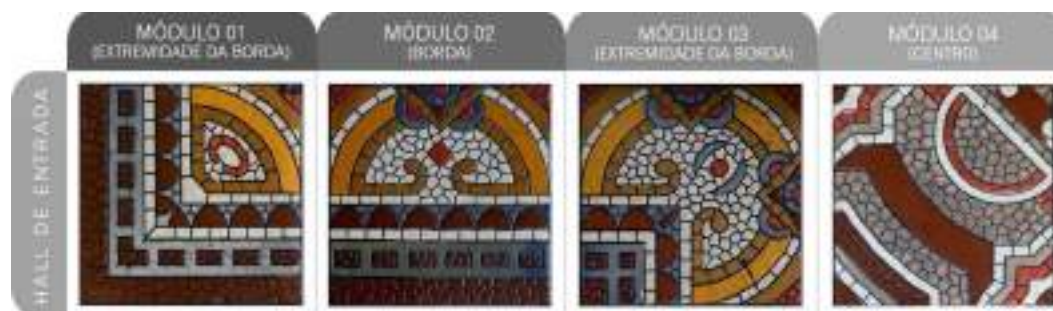 MÓDULO 01
(EXTREMIDADE DA BORDA)
MÓDULO 02
(BORDA)
MÓDULO 03
(EXTREMIDADE DA BORDA)
MÓDULO 04
(CENTRO)
HALL DE ENTRADA